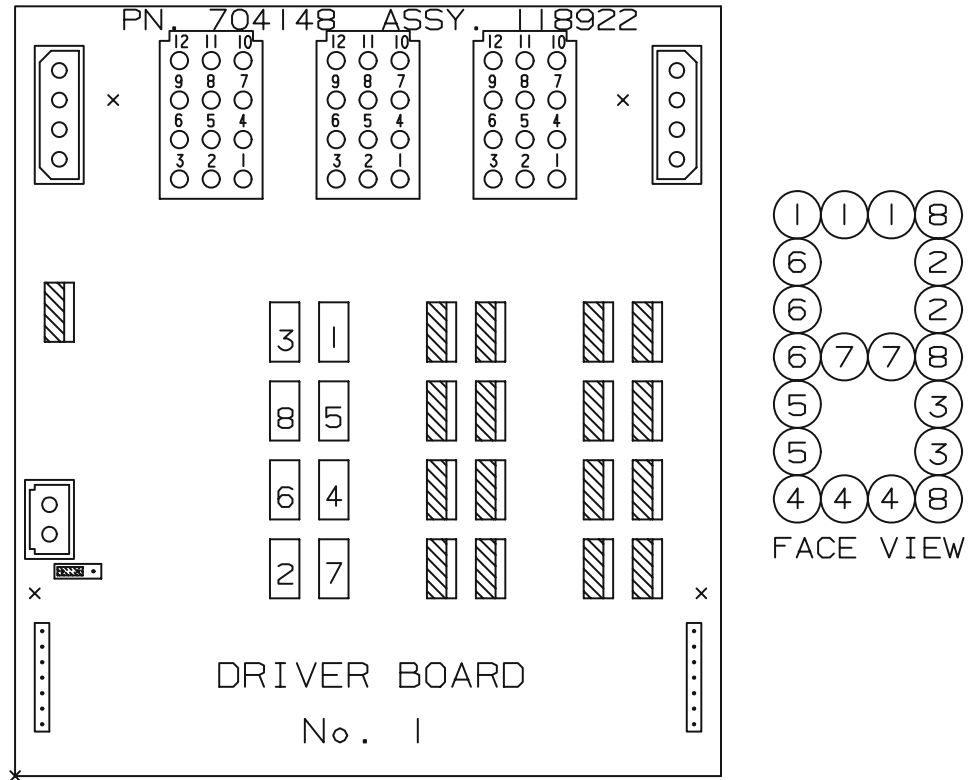 PN. 704148 ASSY. 118922
12 11 10 12 11 10 12 11 10
9 8 7 9 8 7 9 8 7
6 5 4 6 5 4 6 5 4
3 2 1 3 2 1 3 2 1
3 1
8 5
6 4
2 7
DRIVER BOARD
No. 1
1 1 1 8
6 2
6 2
6 7 7 8
5 3
5 3
4 4 4 8
FACE VIEW